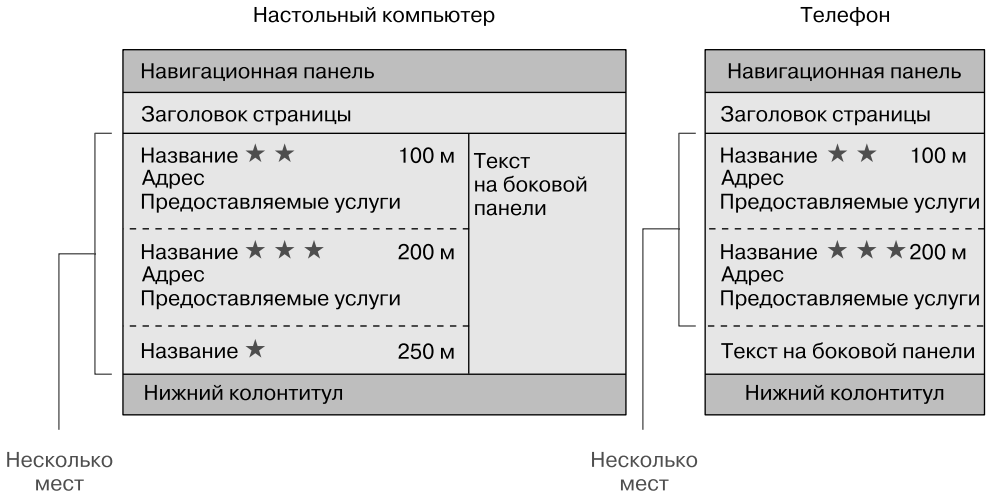 Настольный компьютер
Навигационная панель
Заголовок страницы
Название ★ ★ 100 м
Адрес
Предоставляемые услуги
Название ★ ★ ★ 200 м
Адрес
Предоставляемые услуги
Название ★ 250 м
Текст
на боковой
панели
Нижний колонтитул
Несколько
мест
Телефон
Навигационная панель
Заголовок страницы
Название ★ ★ 100 м
Адрес
Предоставляемые услуги
Название ★ ★ ★ 200 м
Адрес
Предоставляемые услуги
Текст на боковой панели
Нижний колонтитул
Несколько
мест